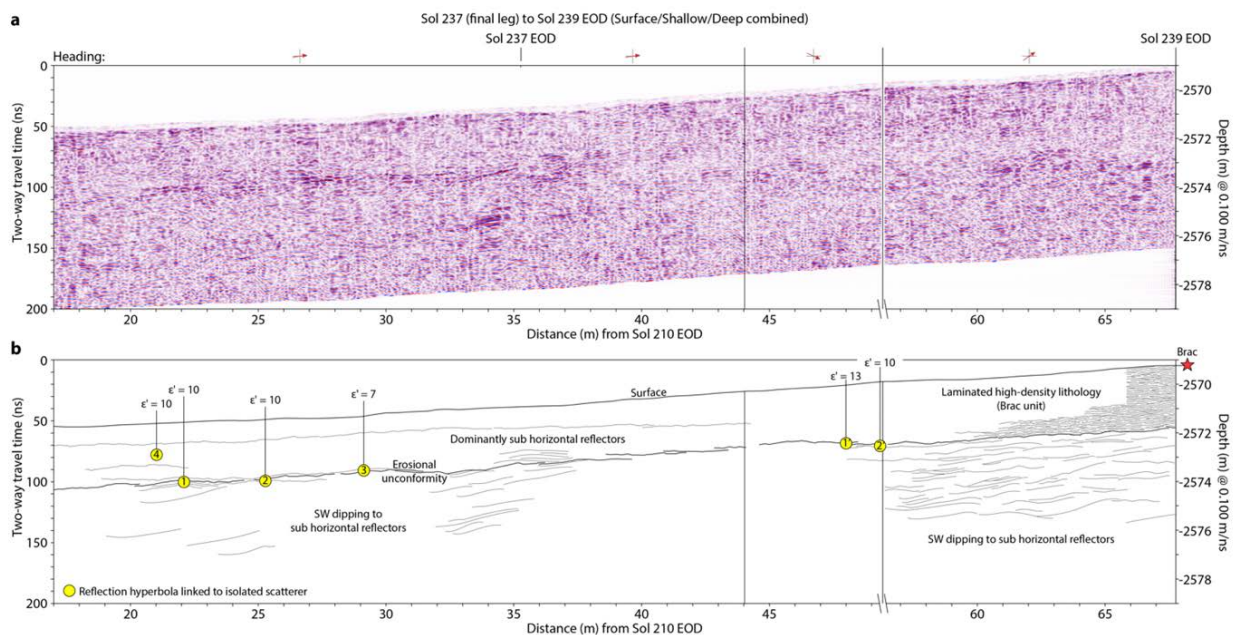 Sol 237 (final leg) to Sol 239 EOD (Surface/Shallow/Deep combined)
a
Sol 237 EOD
Sol 239 EOD
Heading:
0
50
100
150
200
Two-way travel time (ns)
-2570
-2572
-2574
-2576
-2578
Depth (m) @ 0.100 m/ns
20
25
30
35
40
45
60
65
Distance (m) from Sol 210 EOD
b
0
50
100
150
200
Two-way travel time (ns)
ε' = 10
ε' = 10
ε' = 10
ε' = 7
ε' = 13
ε' = 10
Brac
4
1
2
3
1
2
Surface
Laminated high-density lithology
(Brac unit)
Dominantly sub horizontal reflectors
Erosional
unconformity
SW dipping to
sub horizontal reflectors
SW dipping to sub horizontal reflectors
Reflection hyperbola linked to isolated scatterer
-2570
-2572
-2574
-2576
-2578
Depth (m) @ 0.100 m/ns
20
25
30
35
40
45
60
65
Distance (m) from Sol 210 EOD